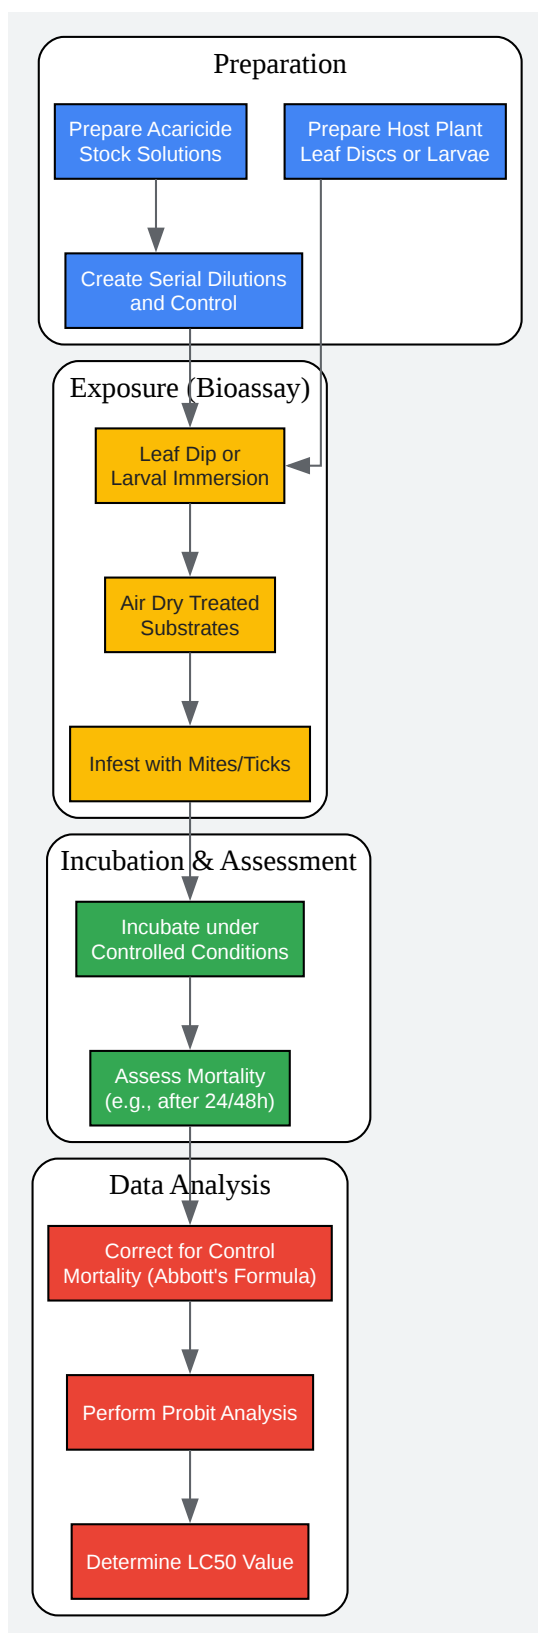 Preparation
Prepare Acaricide
Stock Solutions
Prepare Host Plant
Leaf Discs or Larvae
Create Serial Dilutions
and Control
Exposure (Bioassay)
Leaf Dip or
Larval Immersion
Air Dry Treated
Substrates
Infest with Mites/Ticks
Incubation & Assessment
Incubate under
Controlled Conditions
Assess Mortality
(e.g., after 24/48h)
Data Analysis
Correct for Control
Mortality (Abbott's Formula)
Perform Probit Analysis
Determine LC50 Value